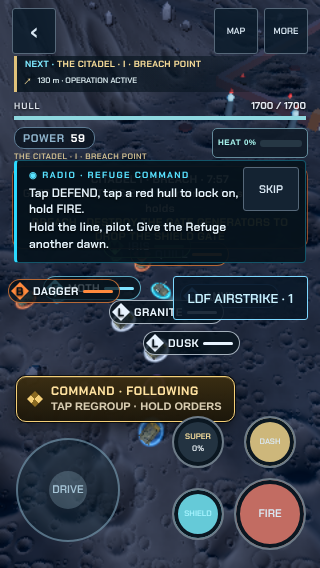 ‹
MAP
MORE
NEXT · THE CITADEL · I · BREACH POINT
130 m · OPERATION ACTIVE
HULL
1700 / 1700
POWER 59
HEAT 0%
THE CITADEL · I · BREACH POINT
RADIO · REFUGE COMMAND
SKIP
Tap DEFEND, tap a red hull to lock on,
hold FIRE.
Hold the line, pilot. Give the Refuge
another dawn.
DAGGER
LDF AIRSTRIKE · 1
L GRANITE
L DUSK
COMMAND · FOLLOWING
TAP REGROUP · HOLD ORDERS
SUPER
0%
DASH
DRIVE
SHIELD
FIRE